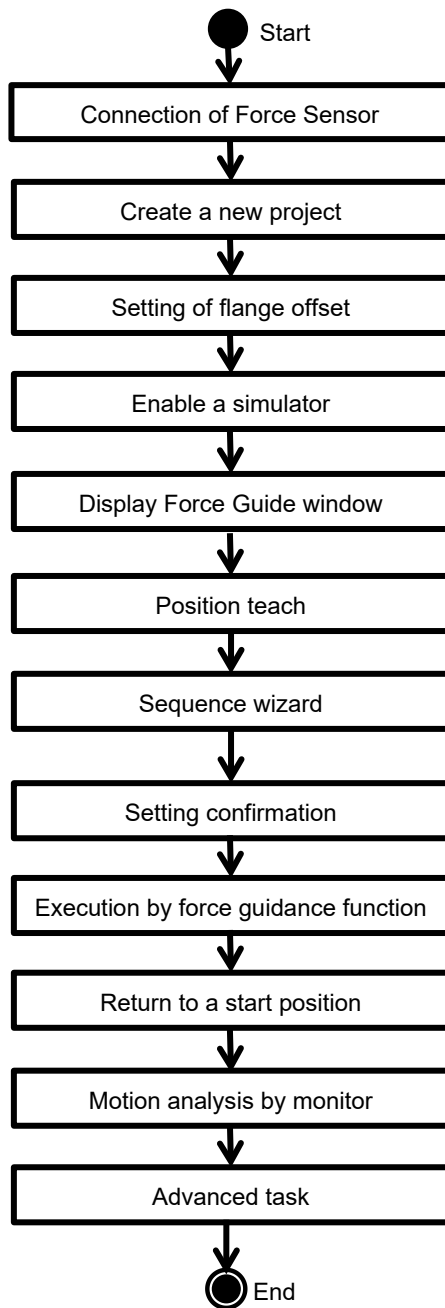 Start
Connection of Force Sensor
Create a new project
Setting of flange offset
Enable a simulator
Display Force Guide window
Position teach
Sequence wizard
Setting confirmation
Execution by force guidance function
Return to a start position
Motion analysis by monitor
Advanced task
End